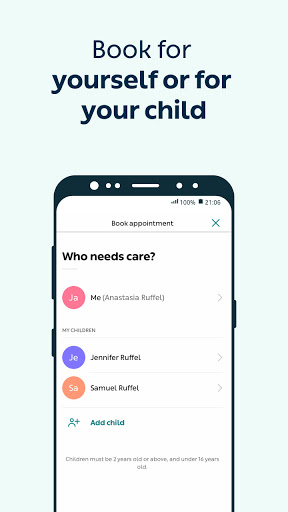 Book for
yourself or for
your child
100% 21:06
Book appointment
Who needs care?
Ja Me (Anastasia Ruffel)
MY CHILDREN
Je Jennifer Ruffel
Sa Samuel Ruffel
Add child
Children must be 2 years old or above, and under 16 years
old.